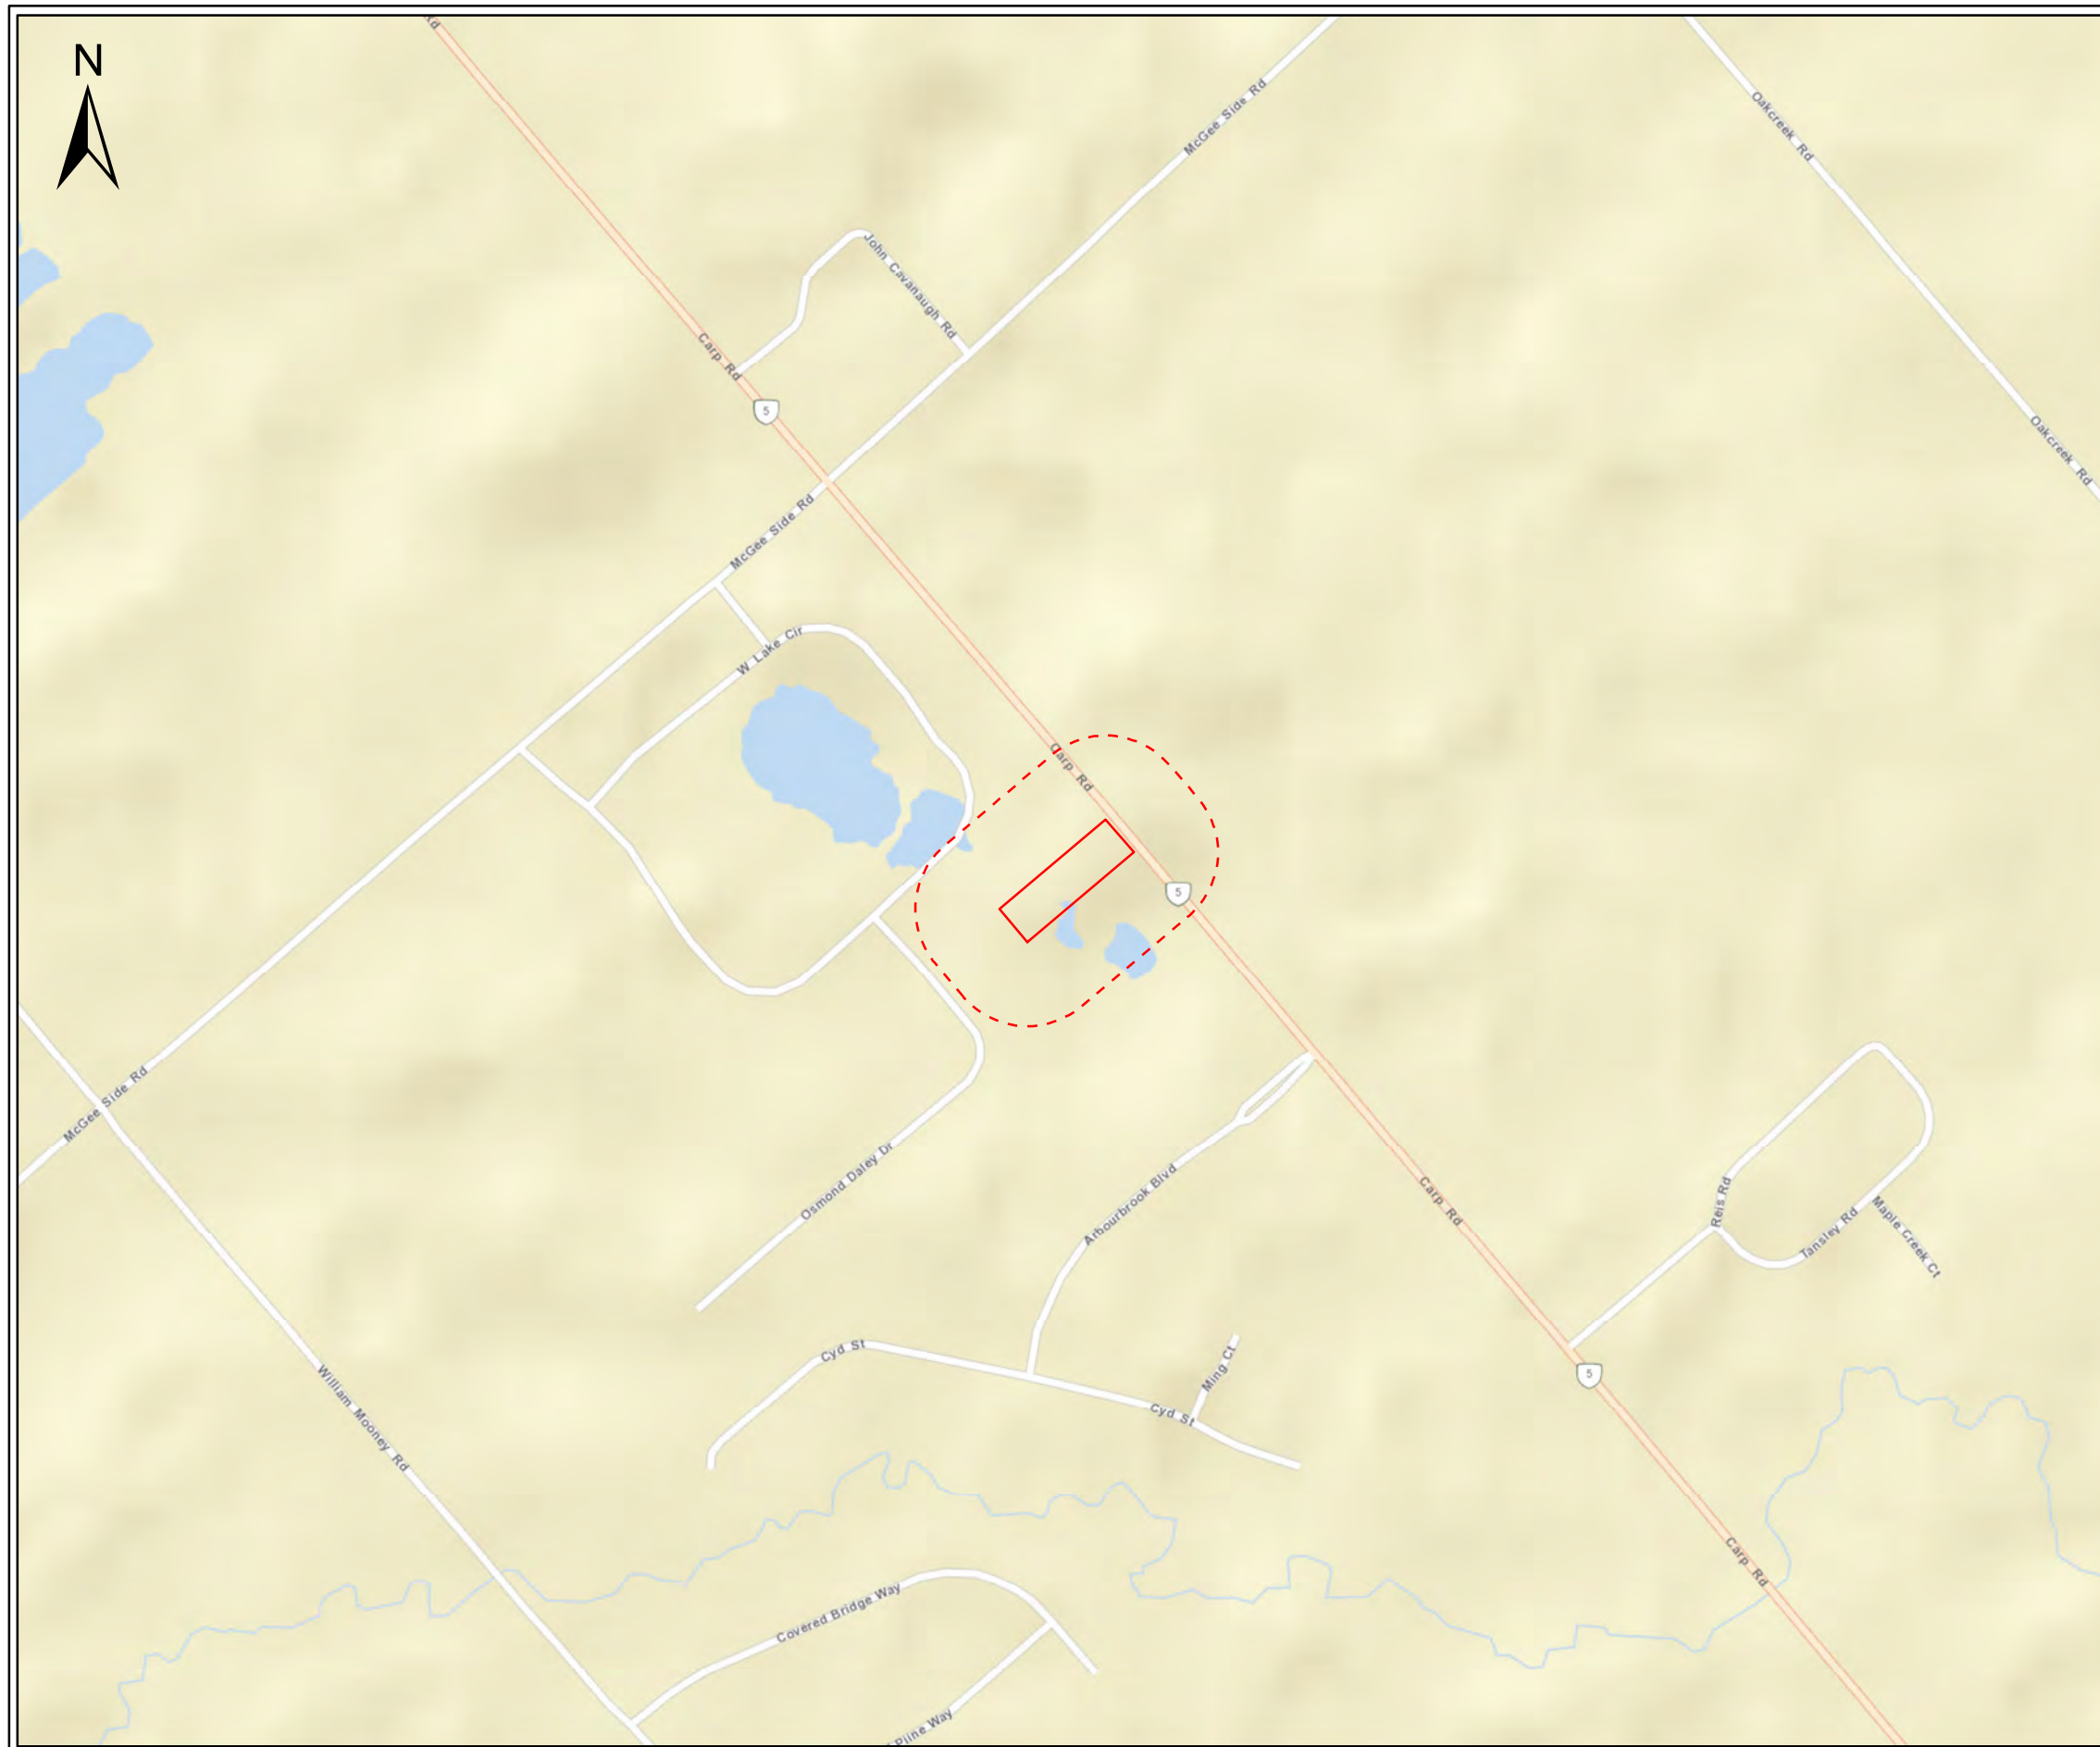 N
Rd
McGee Side Rd
Oakcreek Rd
John Cavanaugh Rd
Carp Rd
5
Oakcreek Rd
McGee Side Rd
W Lake Cir
Carp Rd
5
McGee Side Rd
Osmond Daley Dr
Arbourbrook Blvd
Carp Rd
Reis Rd
Tansley Rd
Maple Creek Ct
Cyd St
Ming Ct
5
Cyd St
William Mooney Rd
Carp Rd
Covered Bridge Way
Way